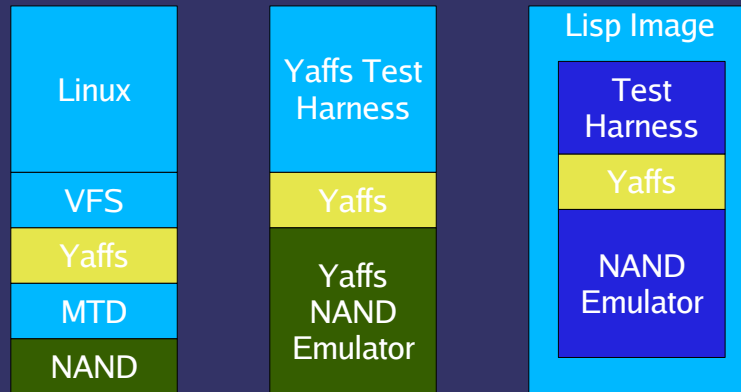 Linux
VFS
Yaffs
MTD
NAND
Yaffs Test
Harness
Yaffs
Yaffs
NAND
Emulator
Lisp Image
Test
Harness
Yaffs
NAND
Emulator